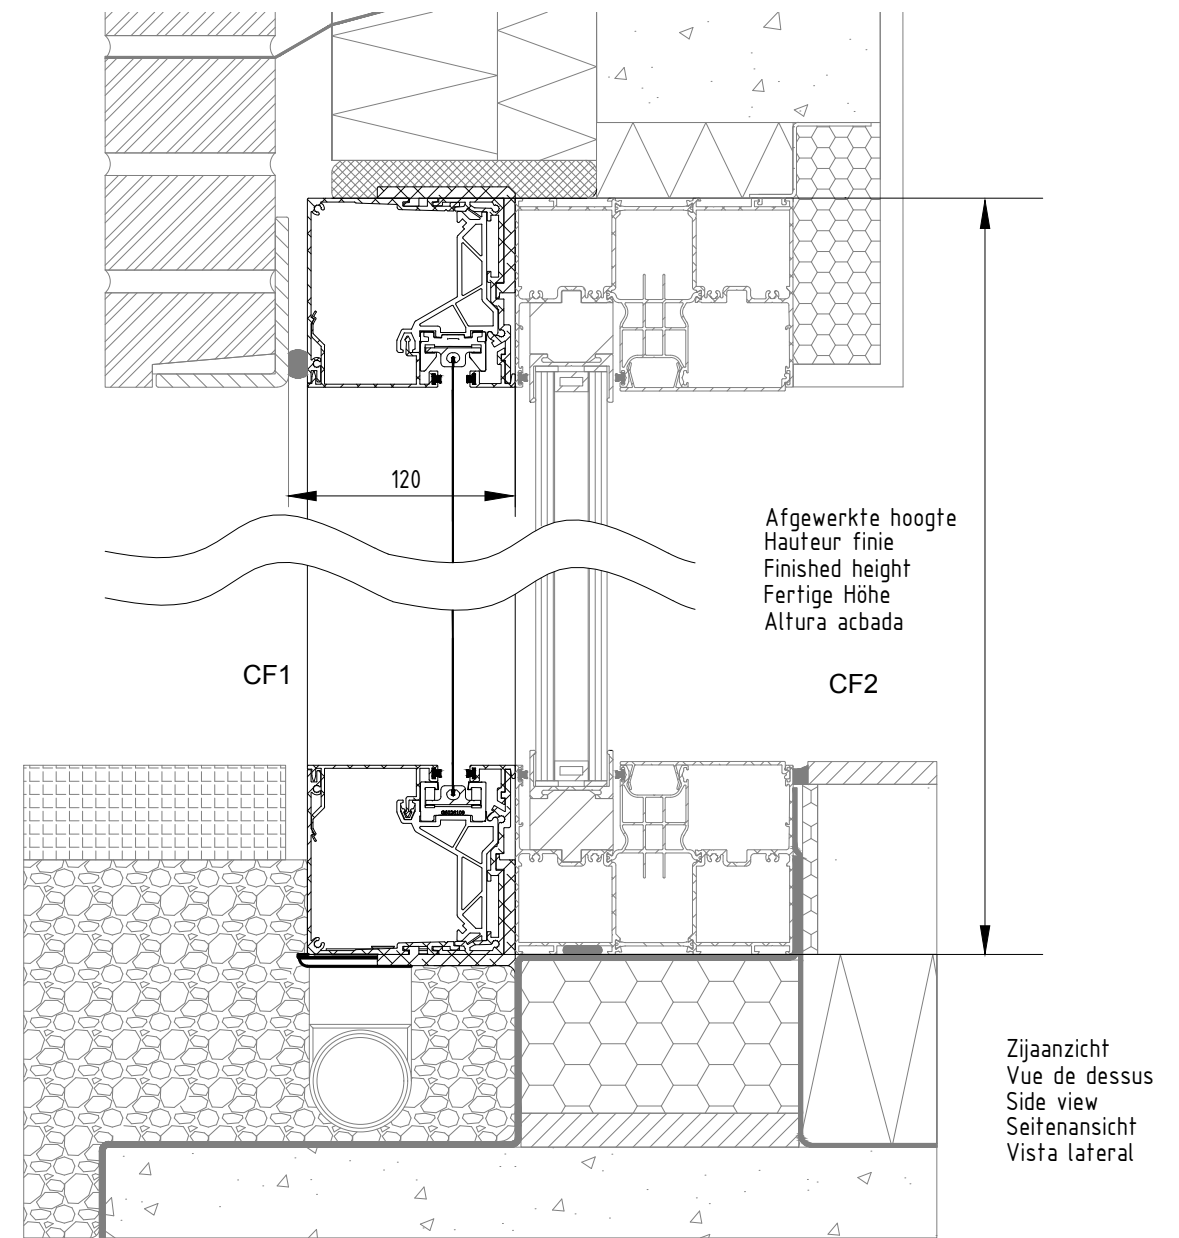 120
Afgewerkte hoogte
Hauteur finie
Finished height
Fertige Höhe
Altura acbada
CF1
CF2
Zijaanzicht
Vue de dessus
Side view
Seitenansicht
Vista lateral